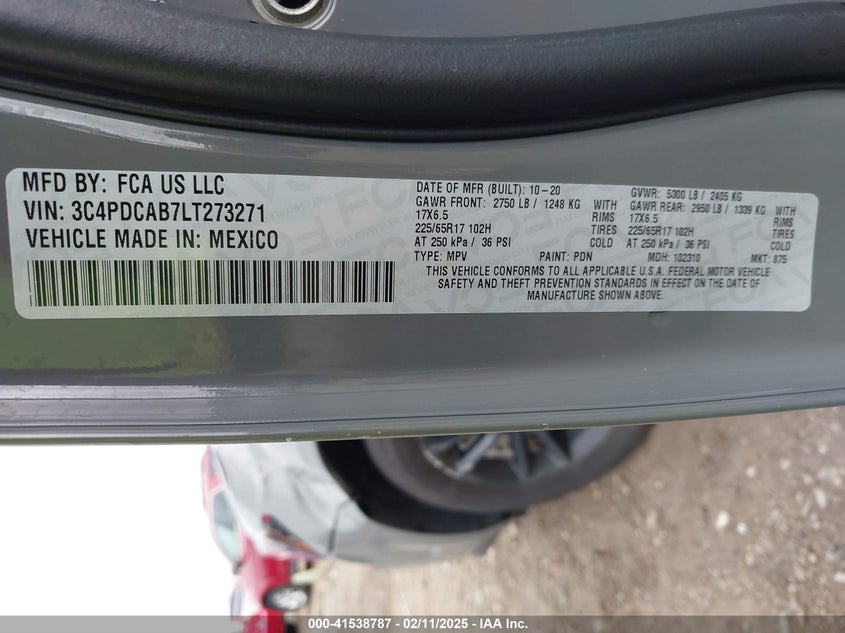 MFD BY: FCA US LLC
VIN: 3C4PDCAB7LT273271
VEHICLE MADE IN: MEXICO
DATE OF MFR (BUILT): 10-20 GVWR: 5300 LB / 2405 KG
GAWR FRONT: 2750 LB / 1248 KG WITH GAWR REAR: 2950 LB / 1339 KG WITH
17X6.5 RIMS 17X6.5 RIMS
225/65R17 102H TIRES 225/65R17 102H TIRES
AT 250 kPa / 36 PSI COLD AT 250 kPa / 36 PSI COLD
TYPE: MPV PAINT: PDN MDH: 102310 MKT: 875
THIS VEHICLE CONFORMS TO ALL APPLICABLE U.S.A. FEDERAL MOTOR VEHICLE
SAFETY AND THEFT PREVENTION STANDARDS IN EFFECT ON THE DATE OF
MANUFACTURE SHOWN ABOVE.
000-41538787 - 02/11/2025 - IAA Inc.